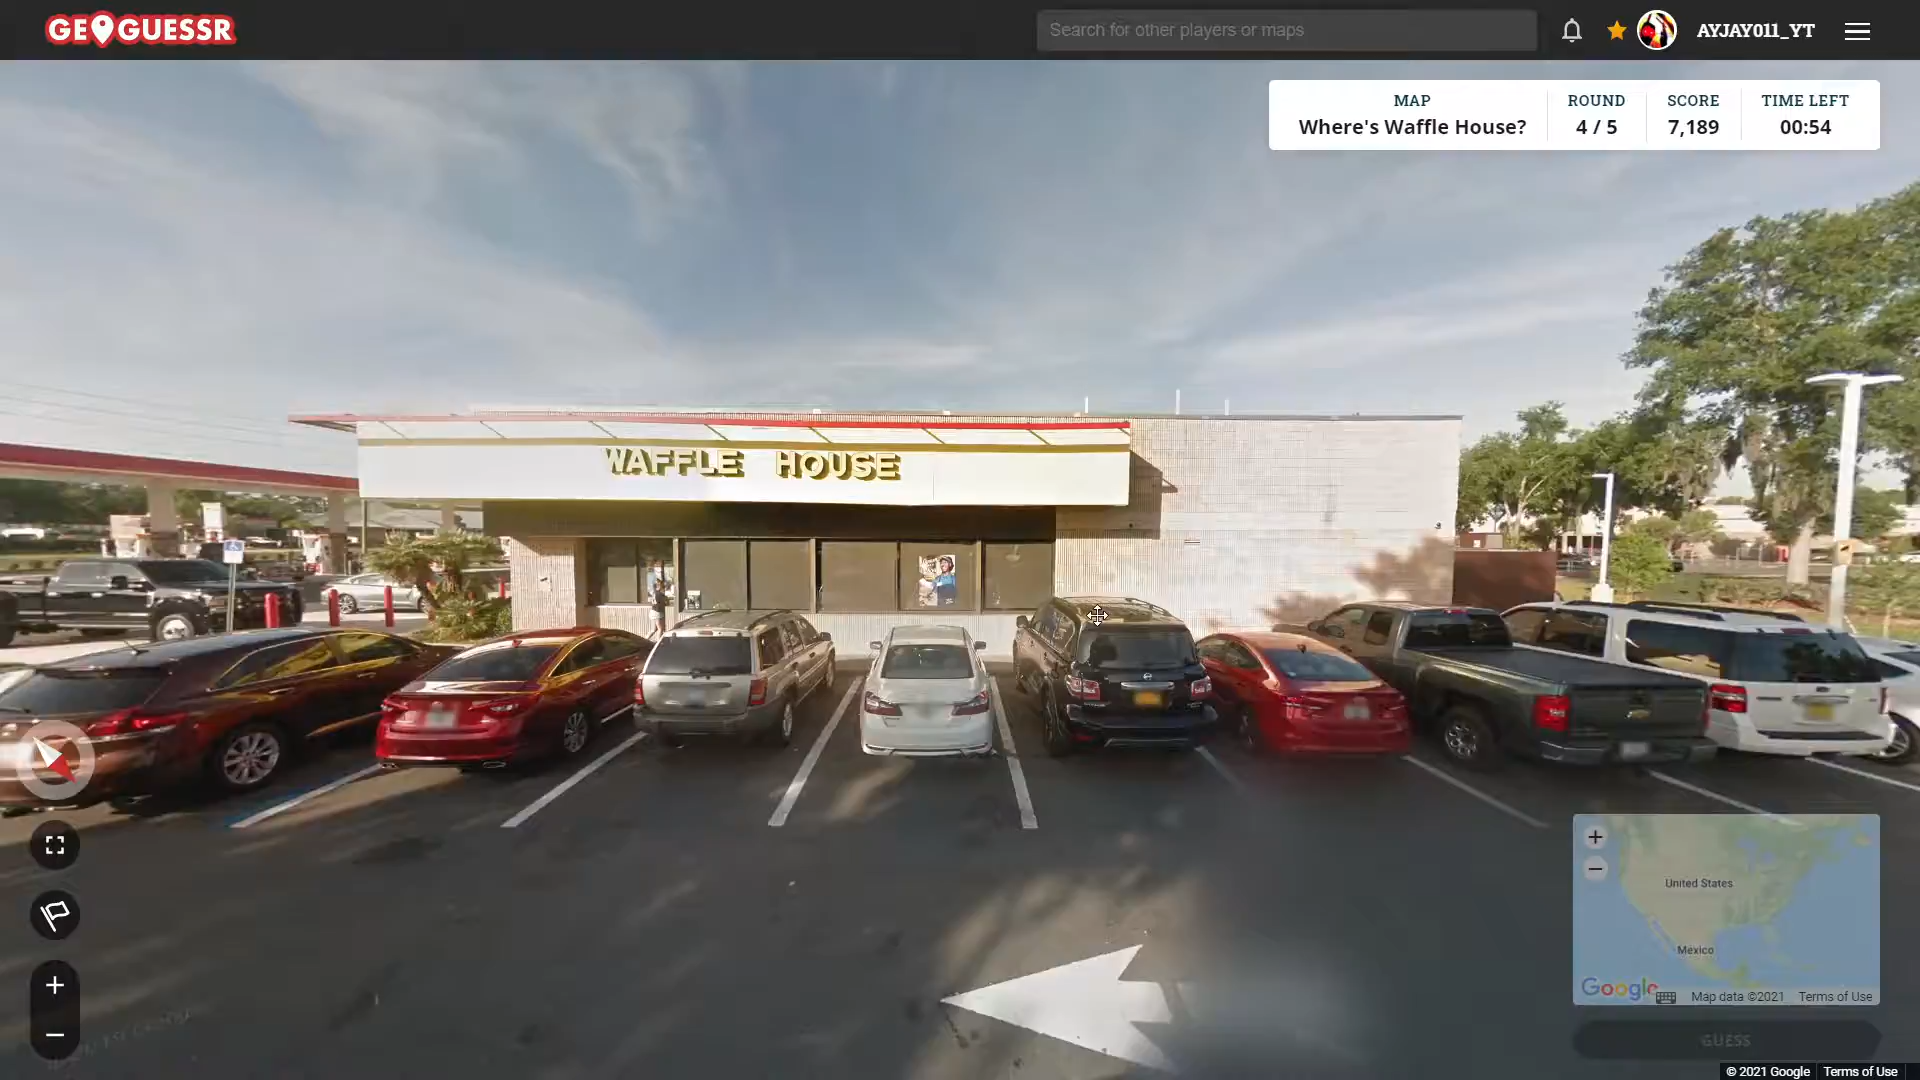 GEOGUESSR
Search for other players or maps
AYJAY011_YT
MAP
Where's Waffle House?
ROUND
4 / 5
SCORE
7,189
TIME LEFT
00:54
WAFFLE HOUSE
+
−
United States
Mexico
Google
Map data ©2021 Terms of Use
GUESS
+
−
© 2021 Google Terms of Use